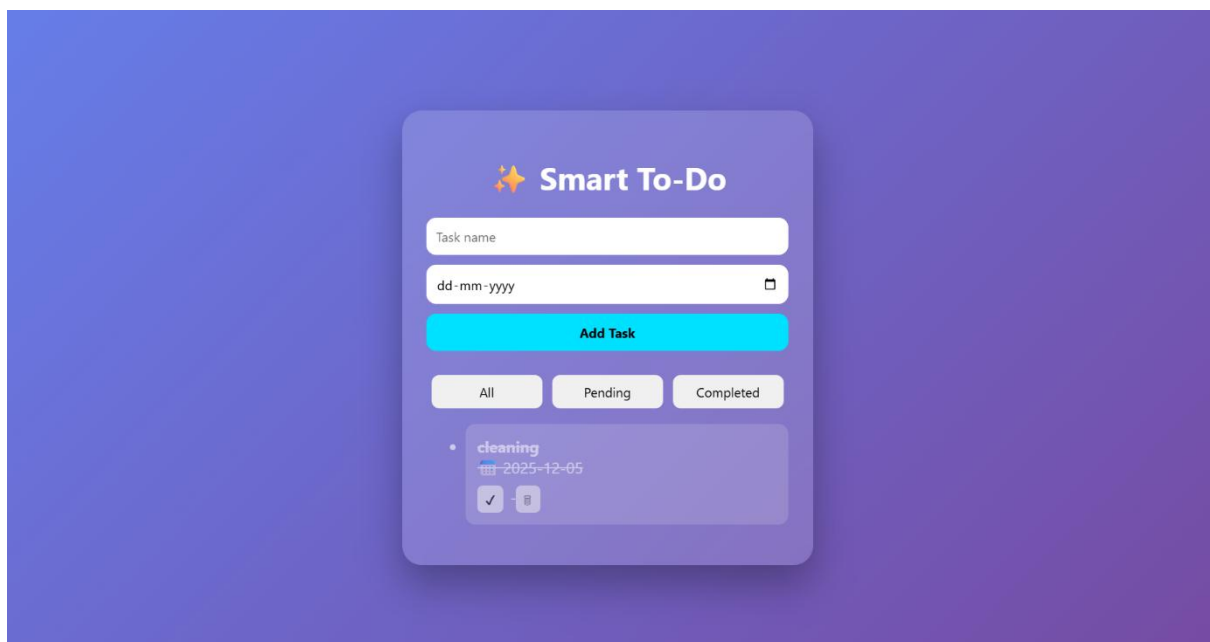 ✨ Smart To-Do
Task name
dd-mm-yyyy
Add Task
All Pending Completed
cleaning
📅 2025-12-05
✓ 🗑